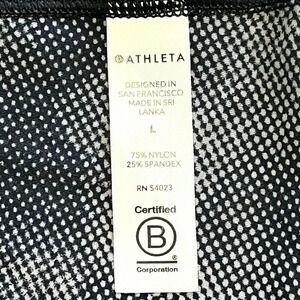 ATHLETA
DESIGNED IN
SAN FRANCISCO
MADE IN SRI
LANKA
L
75% NYLON
25% SPANDEX
RN 54023
Certified
B
Corporation